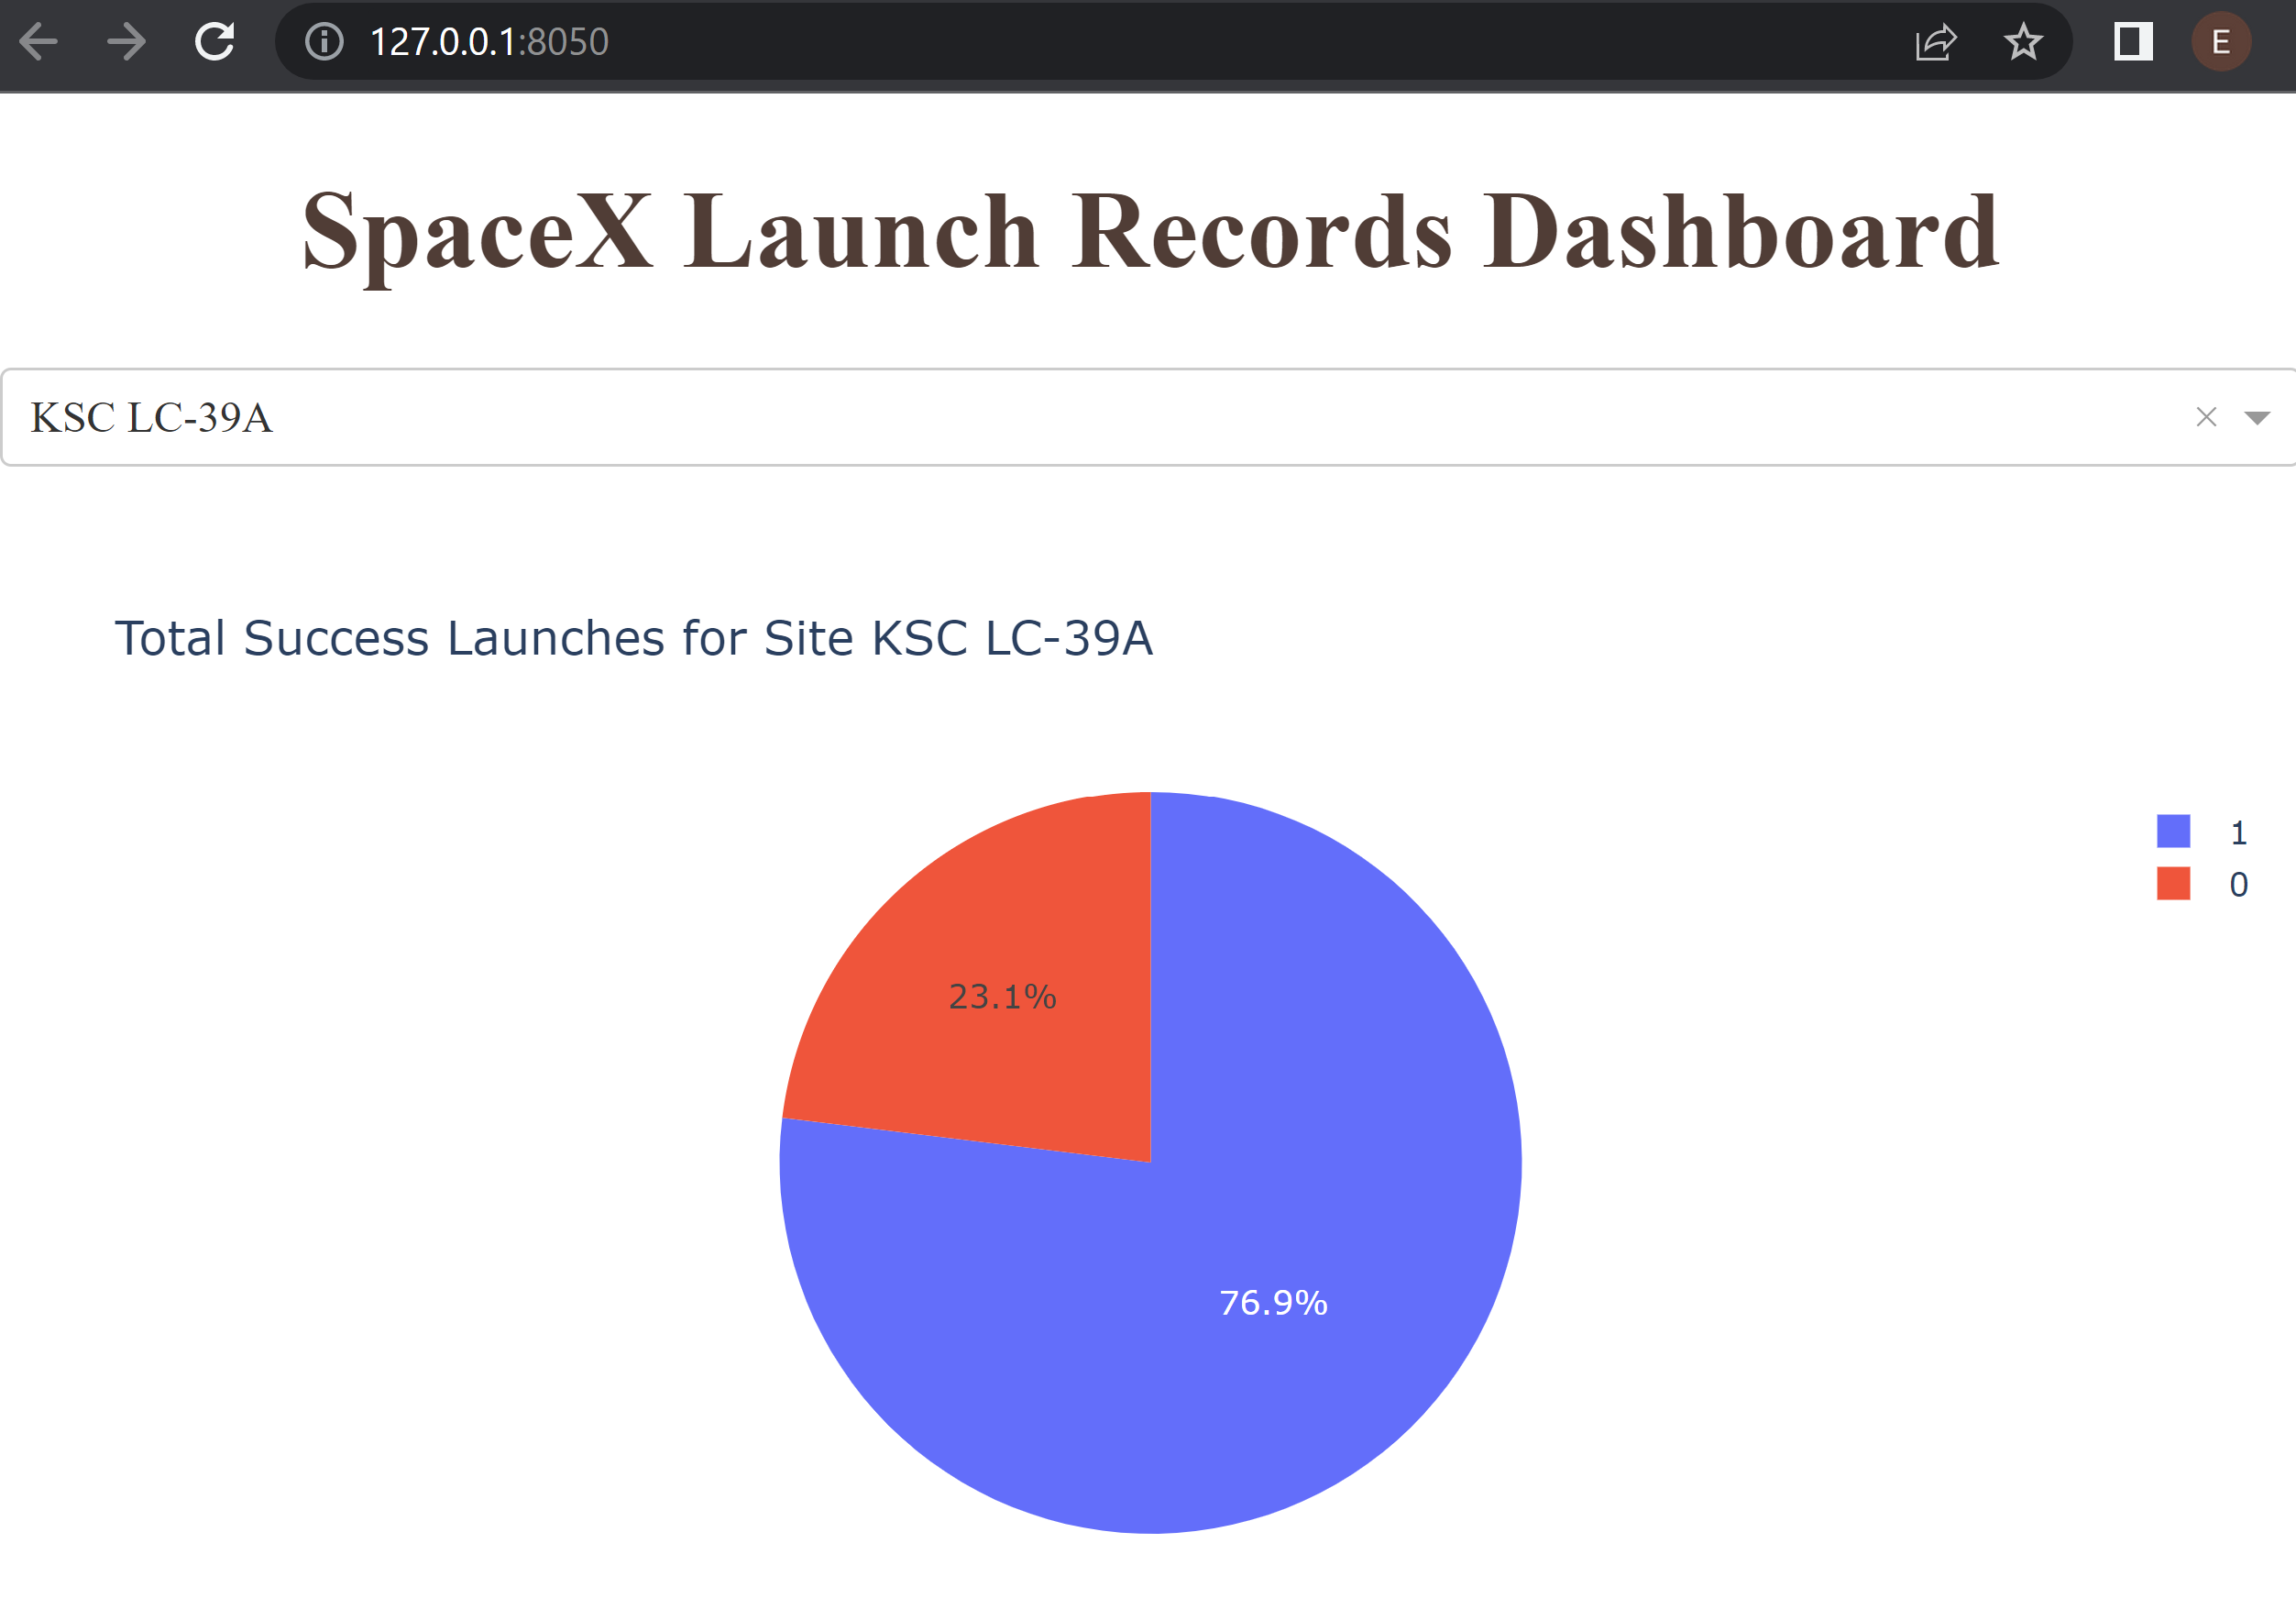 127.0.0.1:8050
E
SpaceX Launch Records Dashboard
KSC LC-39A
Total Success Launches for Site KSC LC-39A
1
0
23.1%
76.9%